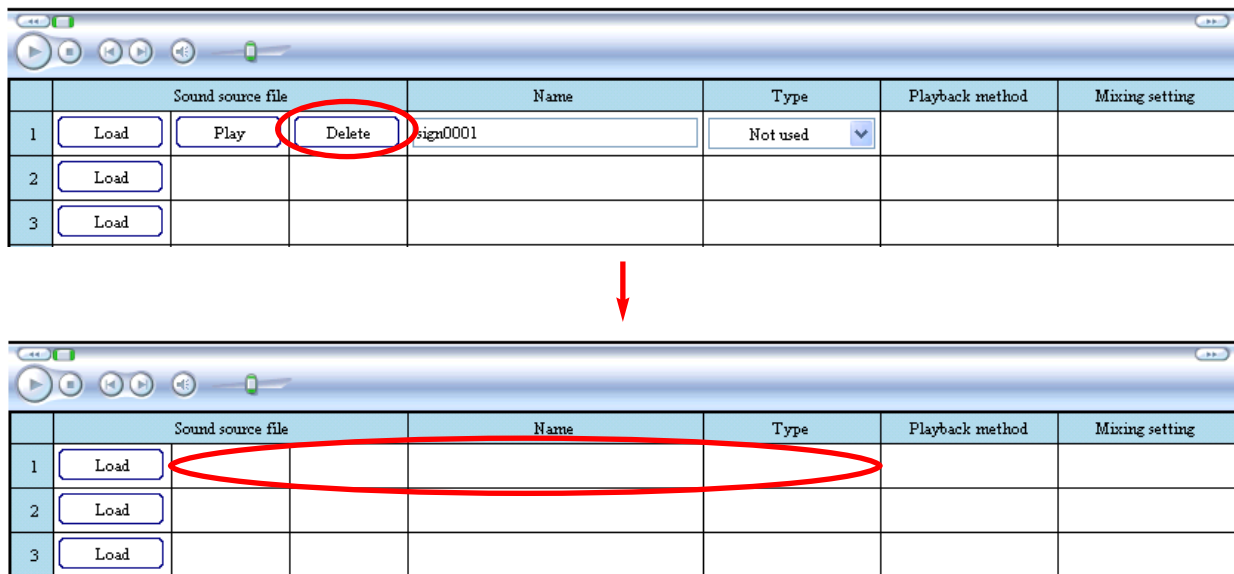 Sound source file Name Type Playback method Mixing setting
1 Load Play Delete sign0001 Not used
2 Load
3 Load
Sound source file Name Type Playback method Mixing setting
1 Load
2 Load
3 Load